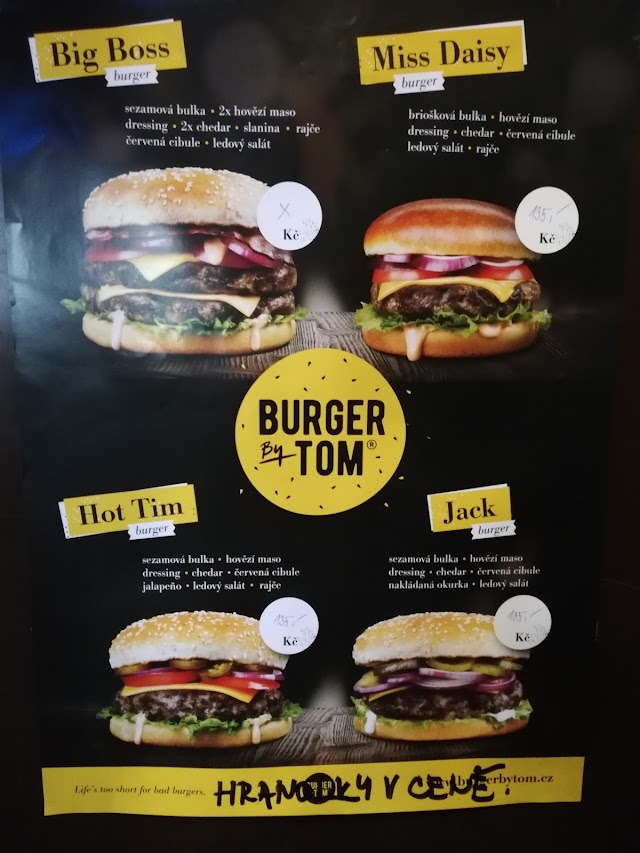 Big Boss
burger
sezamová bulka • 2x hovězí maso
dressing • 2x chedar • slanina • rajče
červená cibule • ledový salát
X
Kč
Miss Daisy
burger
briošková bulka • hovězí maso
dressing • chedar • červená cibule
ledový salát • rajče
135,-
Kč
BURGER
By TOM®
Hot Tim
burger
sezamová bulka • hovězí maso
dressing • chedar • červená cibule
jalapeño • ledový salát • rajče
135,-
Kč
Jack
burger
sezamová bulka • hovězí maso
dressing • chedar • červená cibule
nakládaná okurka • ledový salát
135,-
Kč
Life's too short for bad burgers.
HRANOLKY V CENĚ.